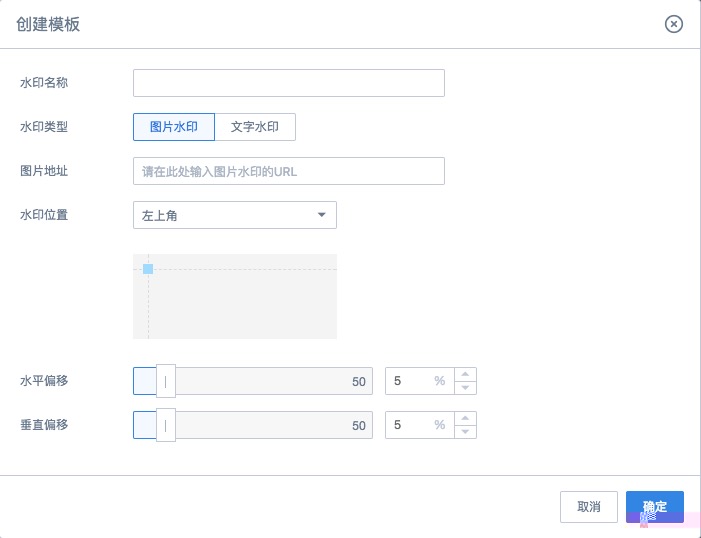 创建模板
水印名称
水印类型 图片水印 文字水印
图片地址 请在此处输入图片水印的URL
水印位置 左上角
水平偏移 50 5 %
垂直偏移 50 5 %
取消 确定